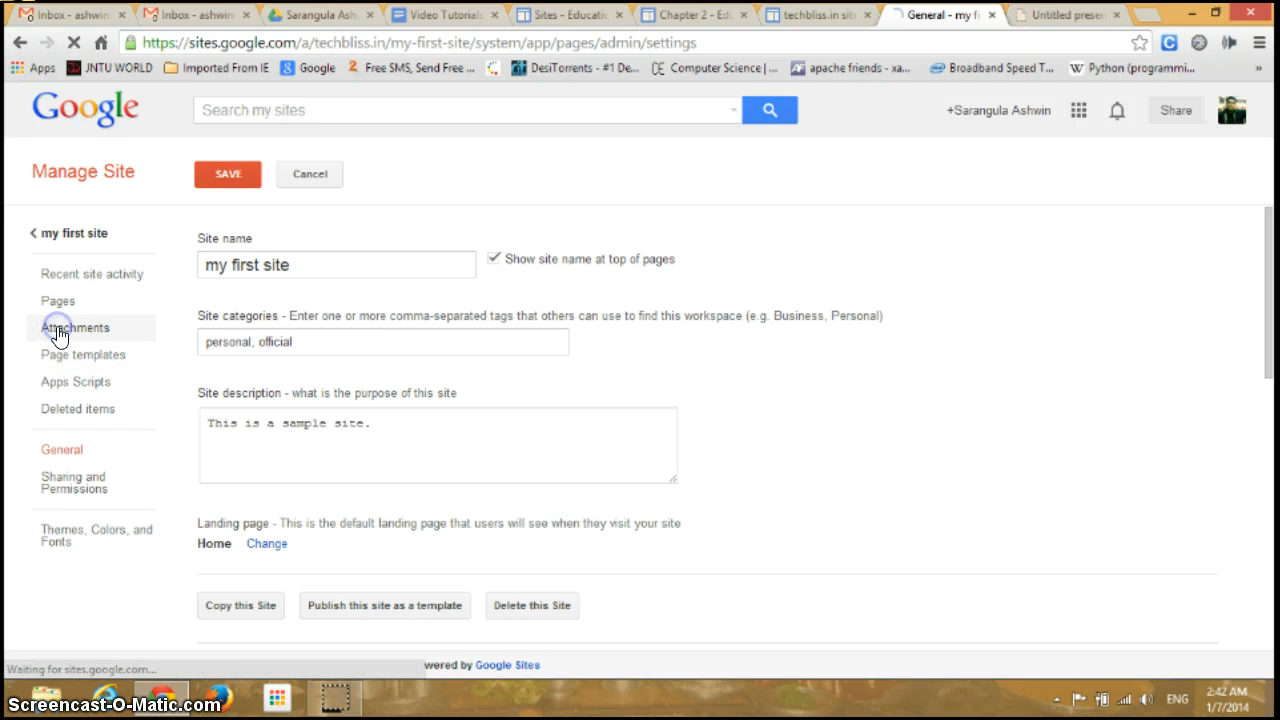 Inbox - ashwin
Inbox - ashwin
Sarangula Ash
Video Tutorials
Sites - Educatic
Chapter 2 - Ed
techbliss.in sit
General - my fi
Untitled preser
https://sites.google.com/a/techbliss.in/my-first-site/system/app/pages/admin/settings
Apps
JNTU WORLD
Imported From IE
Google
Free SMS, Send Free ...
DesiTorrents - #1 De...
Computer Science | ...
apache friends - xa...
Broadband Speed T...
Python (programmi...
»
Google
Search my sites
+Sarangula Ashwin
Share
Manage Site
SAVE
Cancel
my first site
Recent site activity
Pages
Attachments
Page templates
Apps Scripts
Deleted items
General
Sharing and
Permissions
Themes, Colors, and
Fonts
Site name
my first site
Show site name at top of pages
Site categories - Enter one or more comma-separated tags that others can use to find this workspace (e.g. Business, Personal)
personal, official
Site description - what is the purpose of this site
This is a sample site.
Landing page - This is the default landing page that users will see when they visit your site
Home Change
Copy this Site
Publish this site as a template
Delete this Site
Waiting for sites.google.com...
wered by Google Sites
Screencast-O-Matic.com
ENG
2:42 AM
1/7/2014